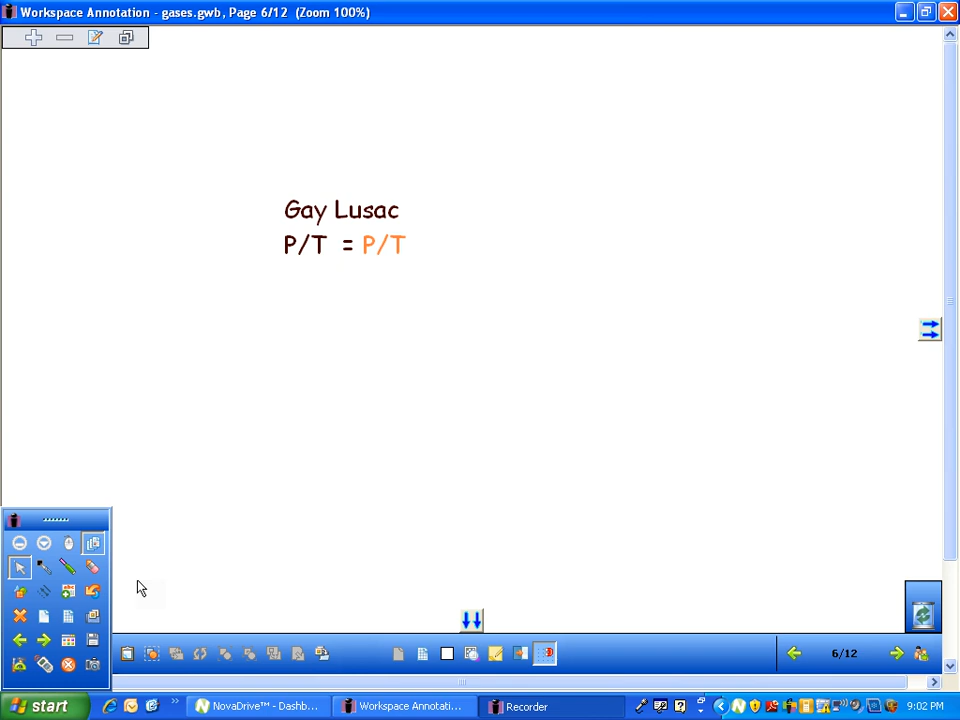 Workspace Annotation - gases.gwb, Page 6/12 (Zoom 100%)
Gay Lusac
P/T = P/T
6/12
start
NovaDrive™ - Dashb...
Workspace Annotati...
Recorder
9:02 PM